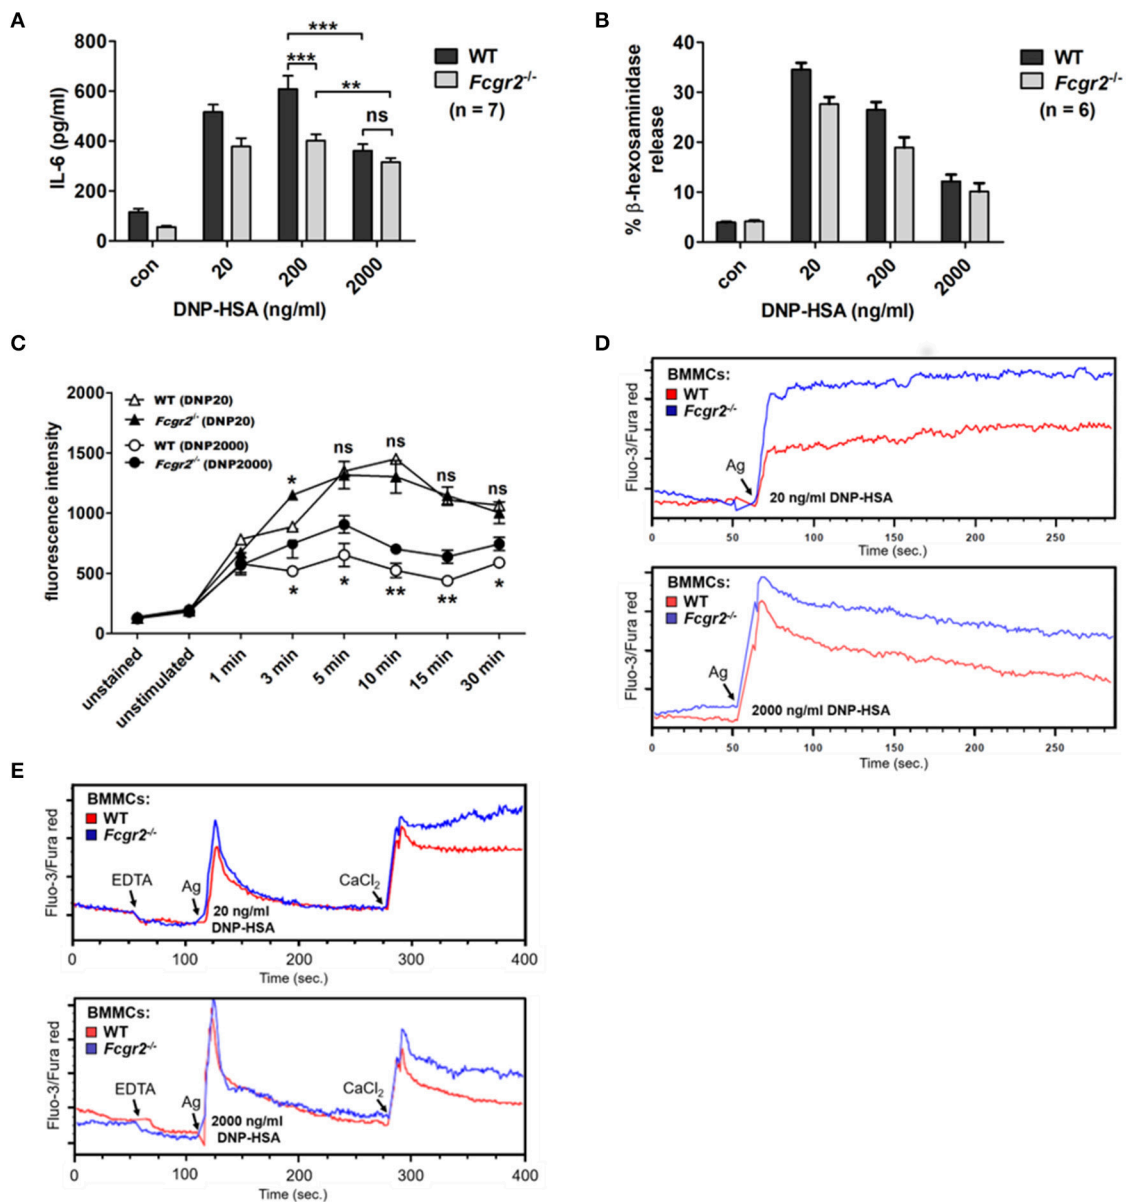 A
IL-6 (pg/ml)
800
600
400
200
0
***
***
**
ns
WT
Fcgr2-/-
(n = 7)
con
20
200
2000
DNP-HSA (ng/ml)
B
% β-hexosaminidase
release
40
30
20
10
0
WT
Fcgr2-/-
(n = 6)
con
20
200
2000
DNP-HSA (ng/ml)
C
fluorescence intensity
2000
1500
1000
500
0
WT (DNP20)
Fcgr2-/- (DNP20)
WT (DNP2000)
Fcgr2-/- (DNP2000)
*
ns
ns
ns
ns
*
*
**
**
*
unstained
unstimulated
1 min
3 min
5 min
10 min
15 min
30 min
D
Fluo-3/Fura red
BMMCs:
WT
Fcgr2-/-
Ag
20 ng/ml DNP-HSA
0
50
100
150
200
250
Time (sec.)
Fluo-3/Fura red
BMMCs:
WT
Fcgr2-/-
Ag
2000 ng/ml DNP-HSA
0
50
100
150
200
250
Time (sec.)
E
Fluo-3/Fura red
BMMCs:
WT
Fcgr2-/-
EDTA
Ag
20 ng/ml
DNP-HSA
CaCl2
0
100
200
300
400
Time (sec.)
Fluo-3/Fura red
BMMCs:
WT
Fcgr2-/-
EDTA
Ag
2000 ng/ml
DNP-HSA
CaCl2
0
100
200
300
400
Time (sec.)